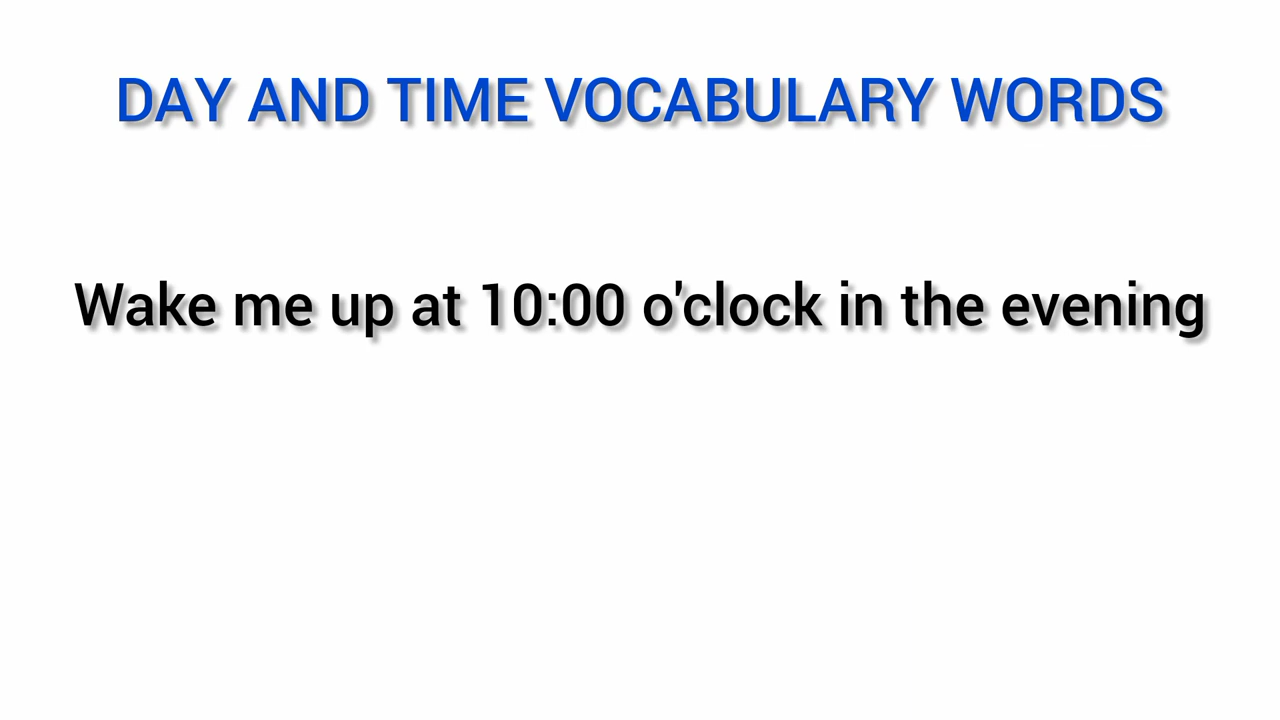 DAY AND TIME VOCABULARY WORDS
Wake me up at 10:00 o'clock in the evening